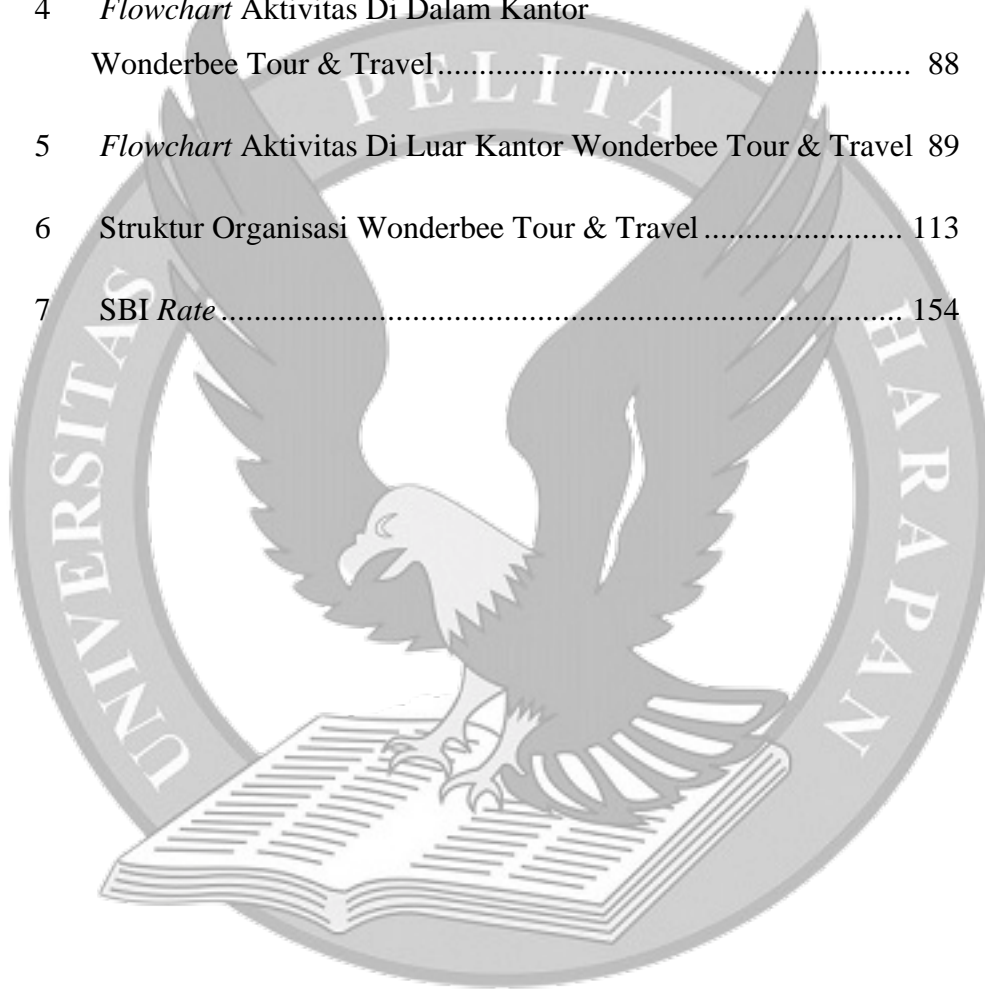 4 Flowchart Aktivitas Di Dalam Kantor
Wonderbee Tour & Travel......................................................... 88
5 Flowchart Aktivitas Di Luar Kantor Wonderbee Tour & Travel 89
6 Struktur Organisasi Wonderbee Tour & Travel........................ 113
7 SBI Rate.................................................................................. 154
UNIVERSITAS PELITA HARAPAN